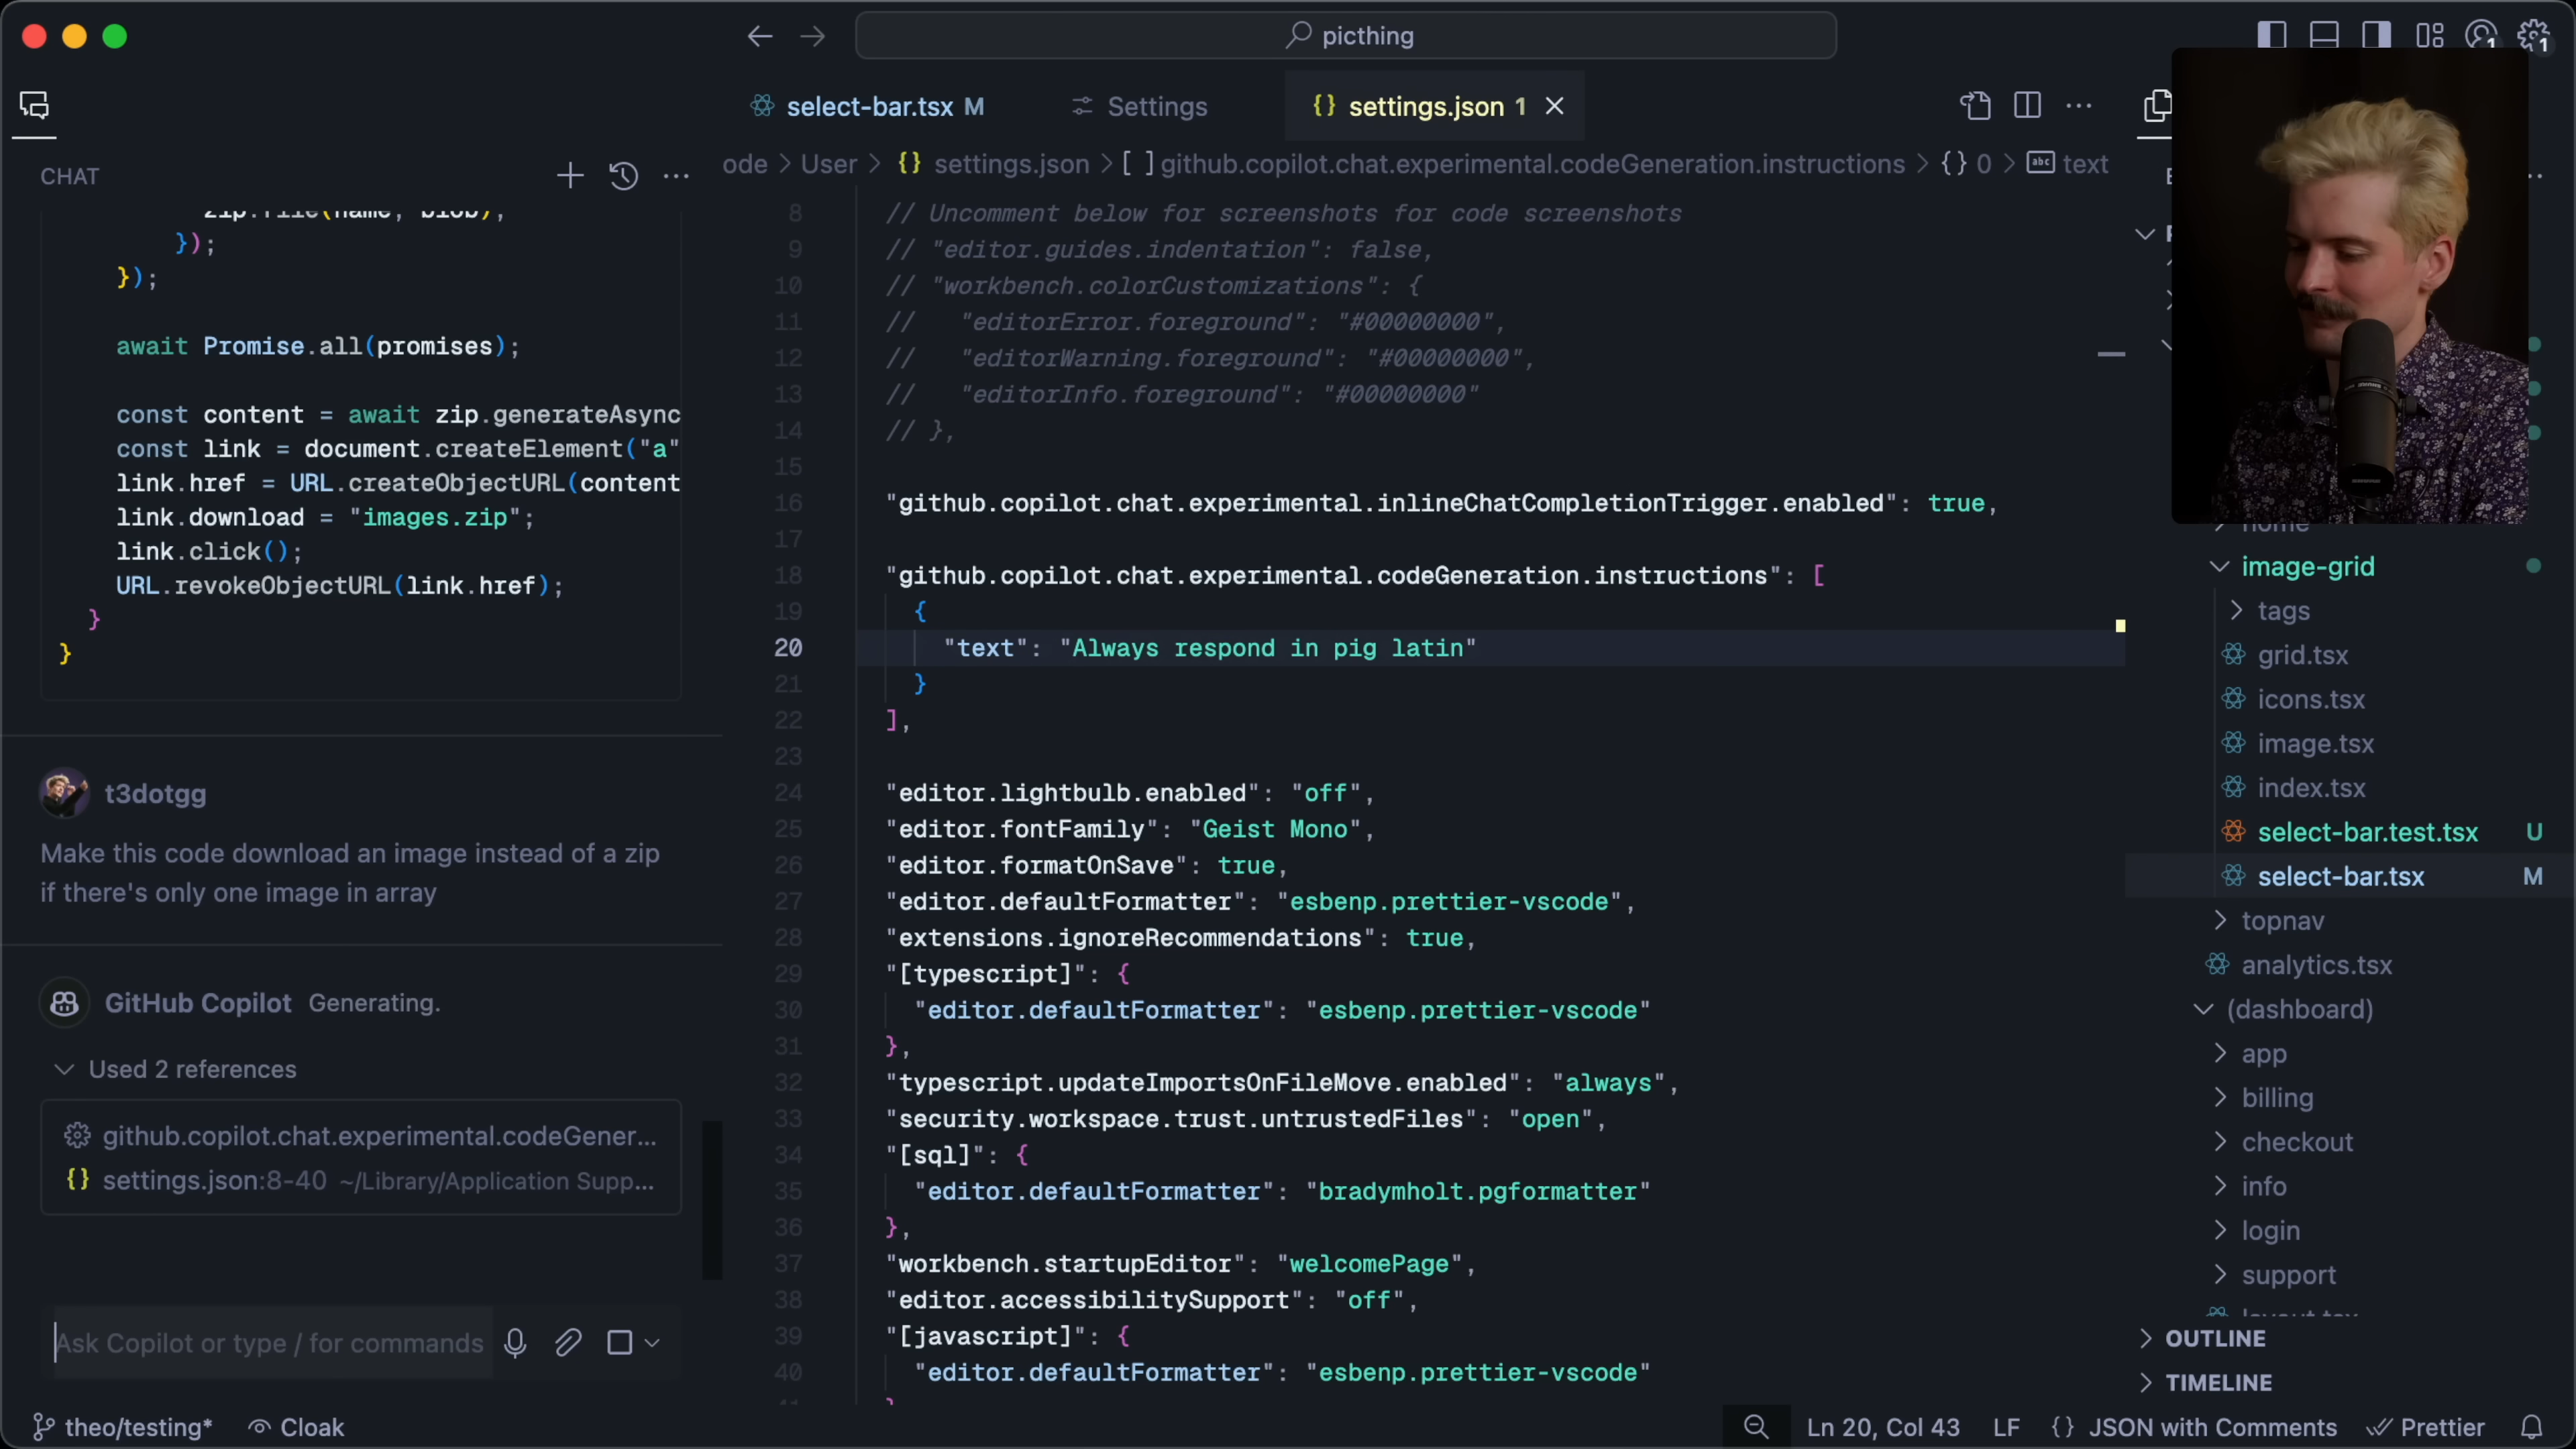 picthing
1
1
select-bar.tsx M
Settings
{} settings.json 1
CHAT
ode > User > {} settings.json > [ ] github.copilot.chat.experimental.codeGeneration.instructions > {} 0 > abc text
zip.file(name, blob);
});
});
await Promise.all(promises);
const content = await zip.generateAsync
const link = document.createElement("a"
link.href = URL.createObjectURL(content
link.download = "images.zip";
link.click();
URL.revokeObjectURL(link.href);
}
}
t3dotgg
Make this code download an image instead of a zip
if there's only one image in array
GitHub Copilot Generating.
Used 2 references
github.copilot.chat.experimental.codeGener...
{} settings.json:8-40 ~/Library/Application Supp...
Ask Copilot or type / for commands
8 // Uncomment below for screenshots for code screenshots
9 // "editor.guides.indentation": false,
10 // "workbench.colorCustomizations": {
11 // "editorError.foreground": "#00000000",
12 // "editorWarning.foreground": "#00000000",
13 // "editorInfo.foreground": "#00000000"
14 // },
15
16 "github.copilot.chat.experimental.inlineChatCompletionTrigger.enabled": true,
17
18 "github.copilot.chat.experimental.codeGeneration.instructions": [
19 {
20 "text": "Always respond in pig latin"
21 }
22 ],
23
24 "editor.lightbulb.enabled": "off",
25 "editor.fontFamily": "Geist Mono",
26 "editor.formatOnSave": true,
27 "editor.defaultFormatter": "esbenp.prettier-vscode",
28 "extensions.ignoreRecommendations": true,
29 "[typescript]": {
30 "editor.defaultFormatter": "esbenp.prettier-vscode"
31 },
32 "typescript.updateImportsOnFileMove.enabled": "always",
33 "security.workspace.trust.untrustedFiles": "open",
34 "[sql]": {
35 "editor.defaultFormatter": "bradymholt.pgformatter"
36 },
37 "workbench.startupEditor": "welcomePage",
38 "editor.accessibilitySupport": "off",
39 "[javascript]": {
40 "editor.defaultFormatter": "esbenp.prettier-vscode"
home
image-grid
tags
grid.tsx
icons.tsx
image.tsx
index.tsx
select-bar.test.tsx U
select-bar.tsx M
topnav
analytics.tsx
(dashboard)
app
billing
checkout
info
login
support
layout.tsx
OUTLINE
TIMELINE
theo/testing*
Cloak
Ln 20, Col 43
LF
{} JSON with Comments
Prettier